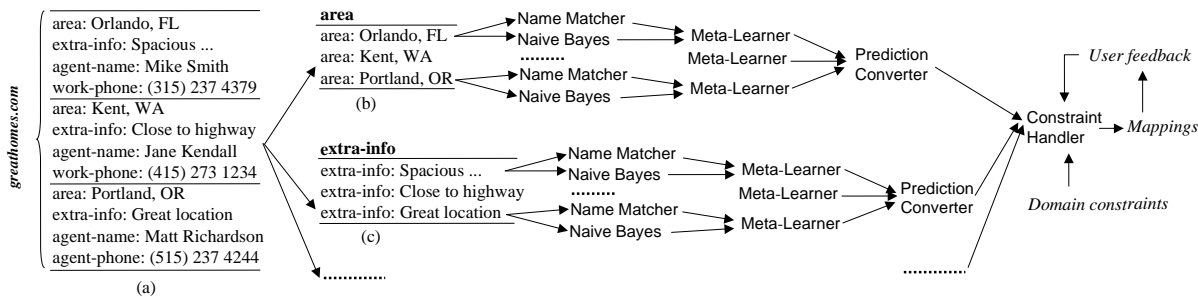 greathomes.com
area: Orlando, FL
extra-info: Spacious ...
agent-name: Mike Smith
work-phone: (315) 237 4379
area: Kent, WA
extra-info: Close to highway
agent-name: Jane Kendall
work-phone: (415) 273 1234
area: Portland, OR
extra-info: Great location
agent-name: Matt Richardson
agent-phone: (515) 237 4244
(a)
area
area: Orlando, FL
area: Kent, WA
area: Portland, OR
(b)
Name Matcher
Naive Bayes
Name Matcher
Naive Bayes
Meta-Learner
Meta-Learner
Meta-Learner
Prediction
Converter
extra-info
extra-info: Spacious ...
extra-info: Close to highway
extra-info: Great location
(c)
Name Matcher
Naive Bayes
Name Matcher
Naive Bayes
Meta-Learner
Meta-Learner
Meta-Learner
Prediction
Converter
User feedback
Constraint
Handler
Mappings
Domain constraints